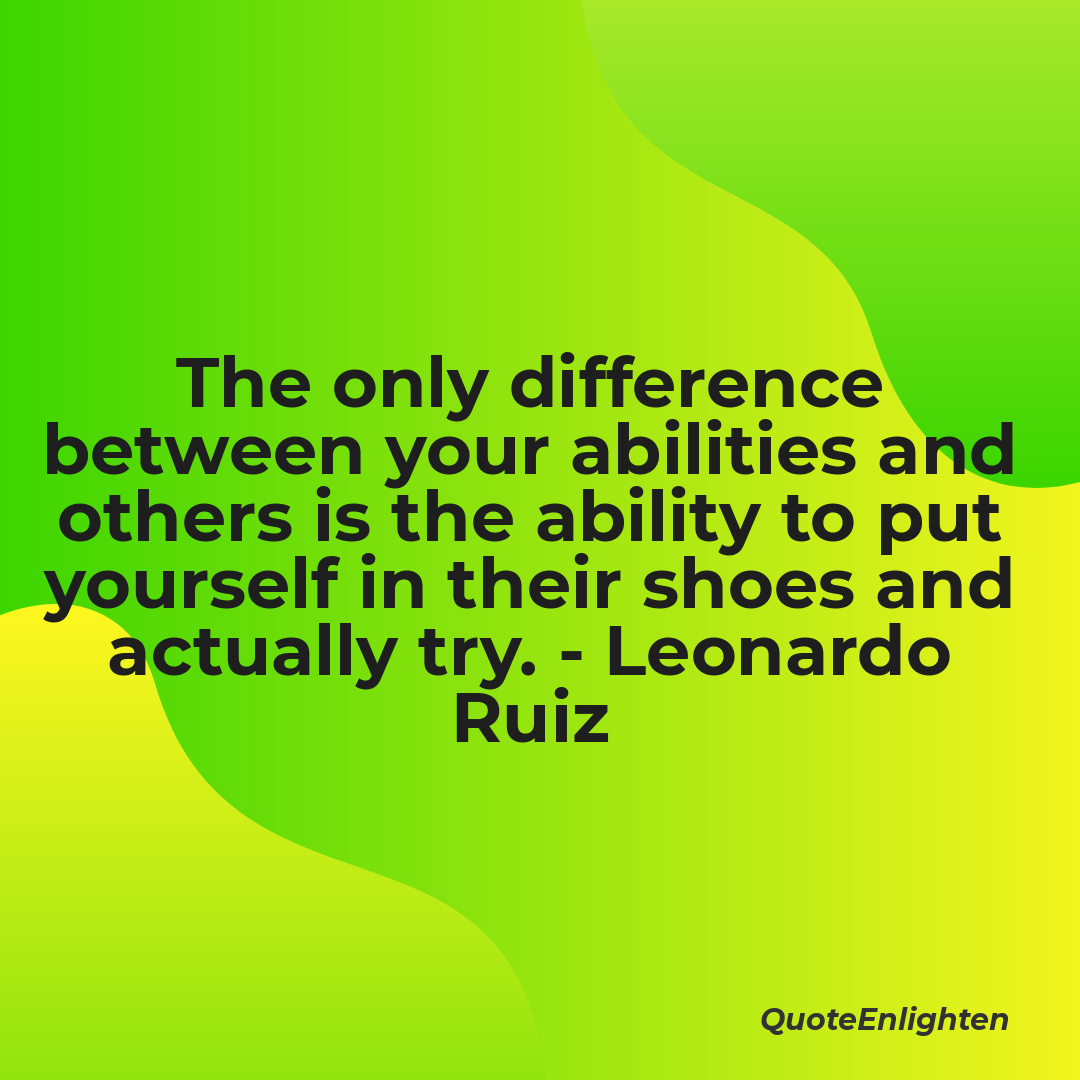 The only difference
between your abilities and
others is the ability to put
yourself in their shoes and
actually try. - Leonardo
Ruiz
QuoteEnlighten